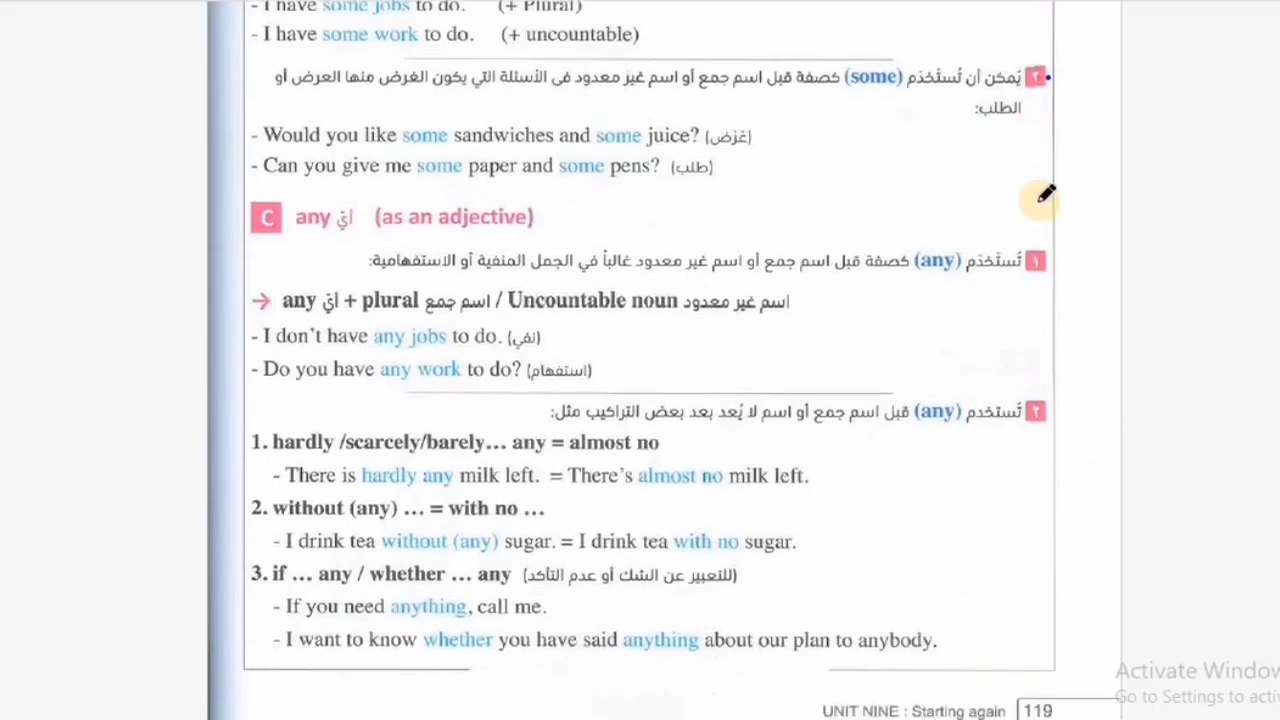 - I have some jobs to do. (+ Plural)
- I have some work to do. (+ uncountable)
٢ يُمكن أن تُستَخدَم (some) كصفة قبل اسم جمع أو اسم غير معدود فى الأسئلة التي يكون الغرض منها العرض أو
الطلب:
- Would you like some sandwiches and some juice? (عَرْض)
- Can you give me some paper and some pens? (طلب)
C any أيّ (as an adjective)
١ تُستَخدَم (any) كصفة قبل اسم جمع أو اسم غير معدود غالباً في الجمل المنفية أو الاستفهامية:
→ any أيّ + plural اسم جمع / Uncountable noun اسم غير معدود
- I don't have any jobs to do. (نفي)
- Do you have any work to do? (استفهام)
٢ تُستخدم (any) قبل اسم جمع أو اسم لا يُعد بعد بعض التراكيب مثل:
1. hardly /scarcely/barely... any = almost no
- There is hardly any milk left. = There's almost no milk left.
2. without (any) ... = with no ...
- I drink tea without (any) sugar. = I drink tea with no sugar.
3. if ... any / whether ... any (للتعبير عن الشك أو عدم التأكد)
- If you need anything, call me.
- I want to know whether you have said anything about our plan to anybody.
Activate Window
Go to Settings to acti
UNIT NINE : Starting again 119